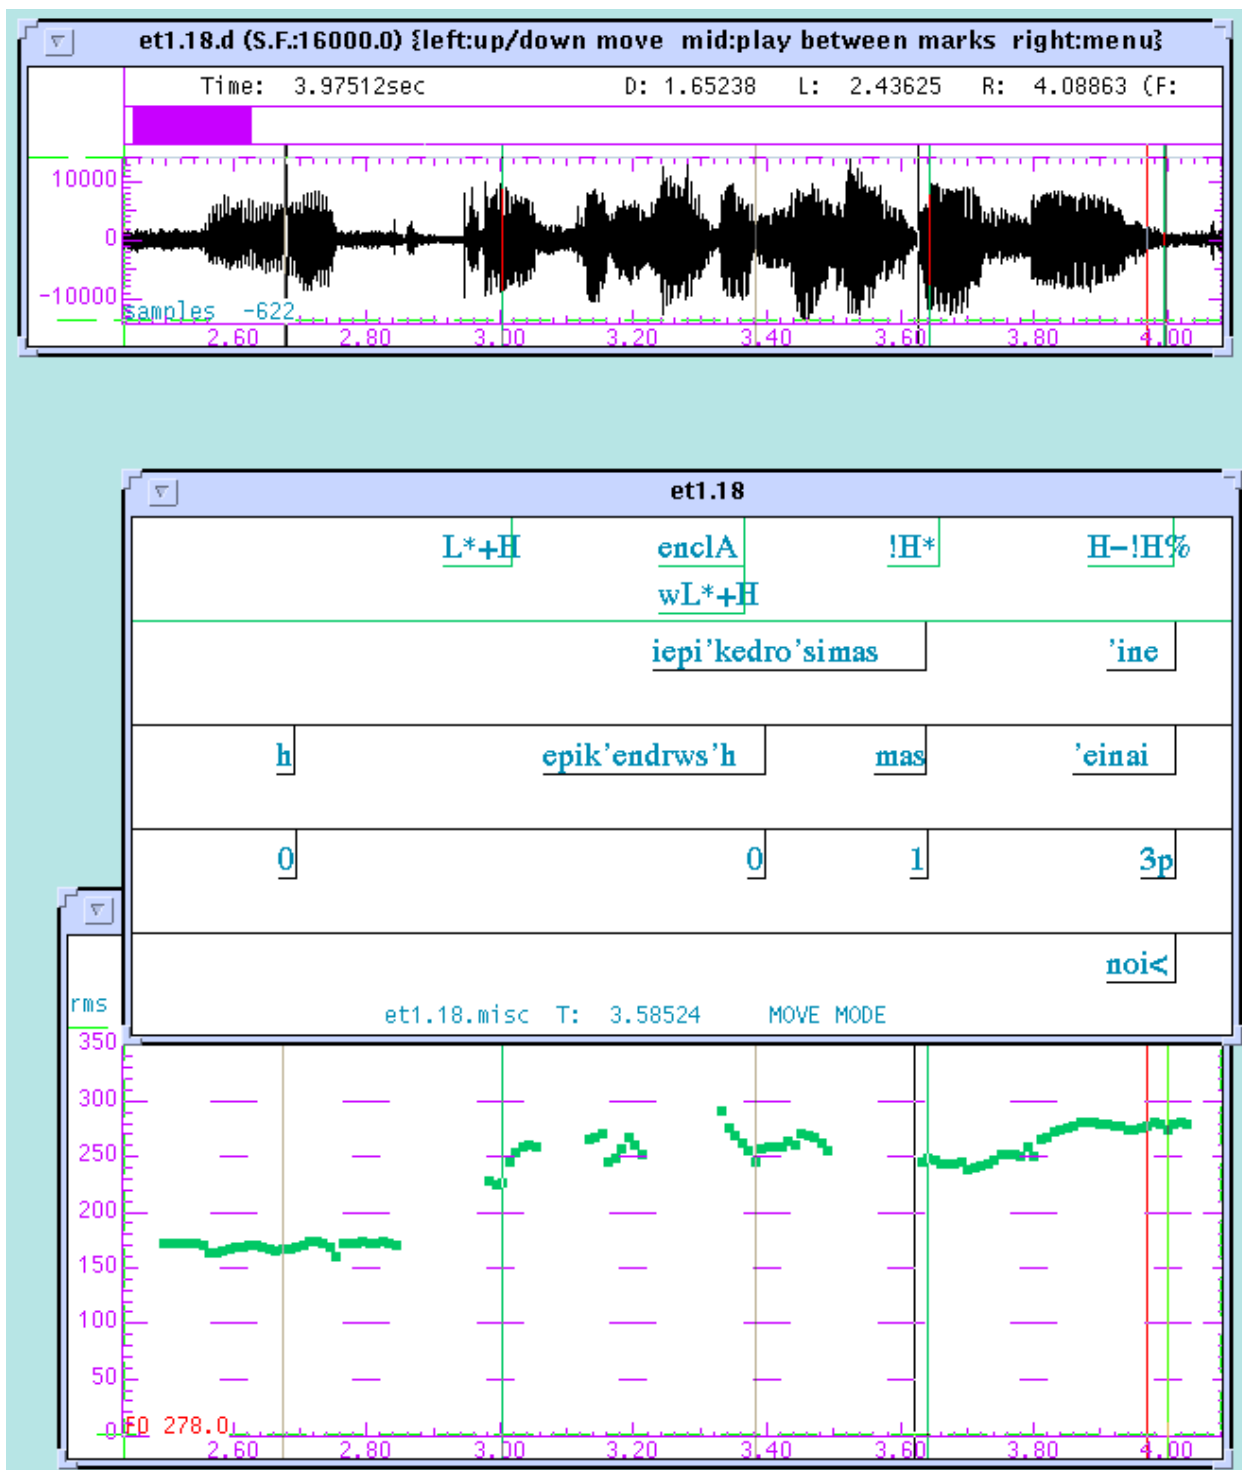 et1.18.d (S.F.:16000.0) {left:up/down move mid:play between marks right:menu}
Time: 3.97512sec D: 1.65238 L: 2.43625 R: 4.08863 (F:
10000
0
-10000
samples -622
2.60 2.80 3.00 3.20 3.40 3.60 3.80 4.00
et1.18
L*+H enclA !H* H-!H%
wL*+H
iepi'kedro'simas 'ine
h epik'endrws'h mas 'einai
0 0 1 3p
noi<
rms
et1.18.misc T: 3.58524 MOVE MODE
350
300
250
200
150
100
50
0
F0 278.0
2.60 2.80 3.00 3.20 3.40 3.60 3.80 4.00